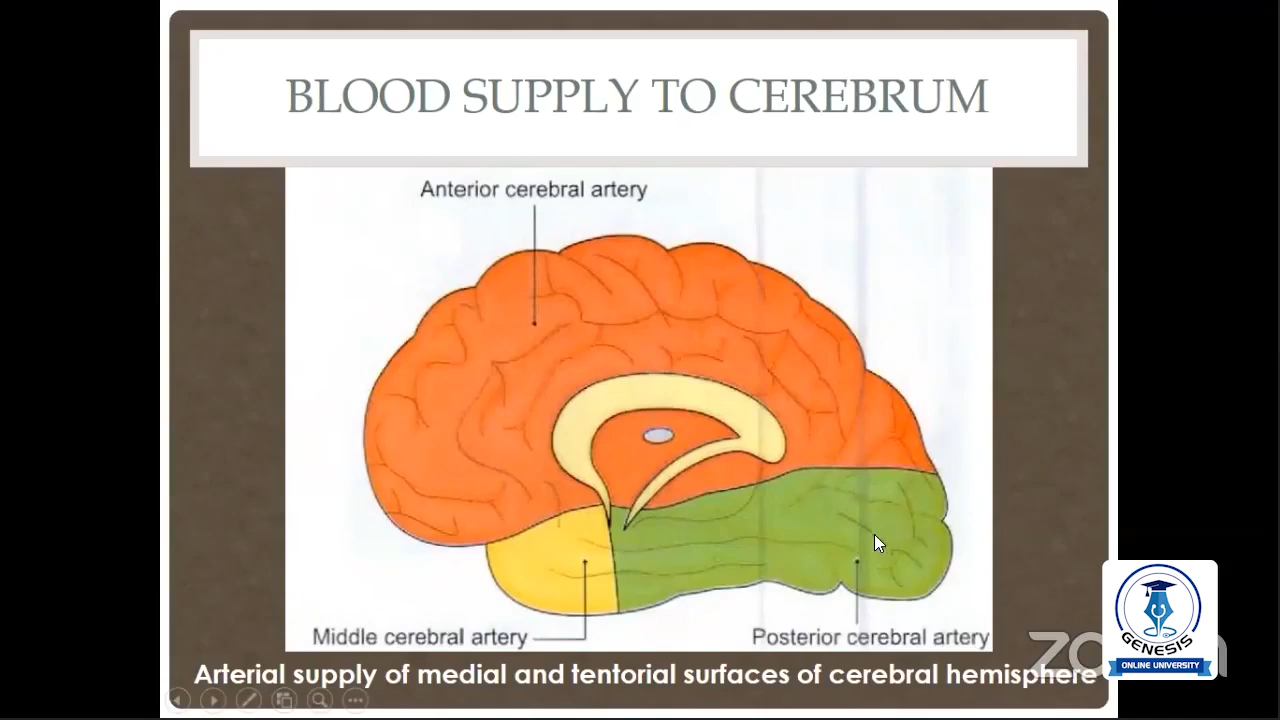 BLOOD SUPPLY TO CEREBRUM
Anterior cerebral artery
Middle cerebral artery
Posterior cerebral artery
Arterial supply of medial and tentorial surfaces of cerebral hemisphere
zoom
GENESIS
ONLINE UNIVERSITY